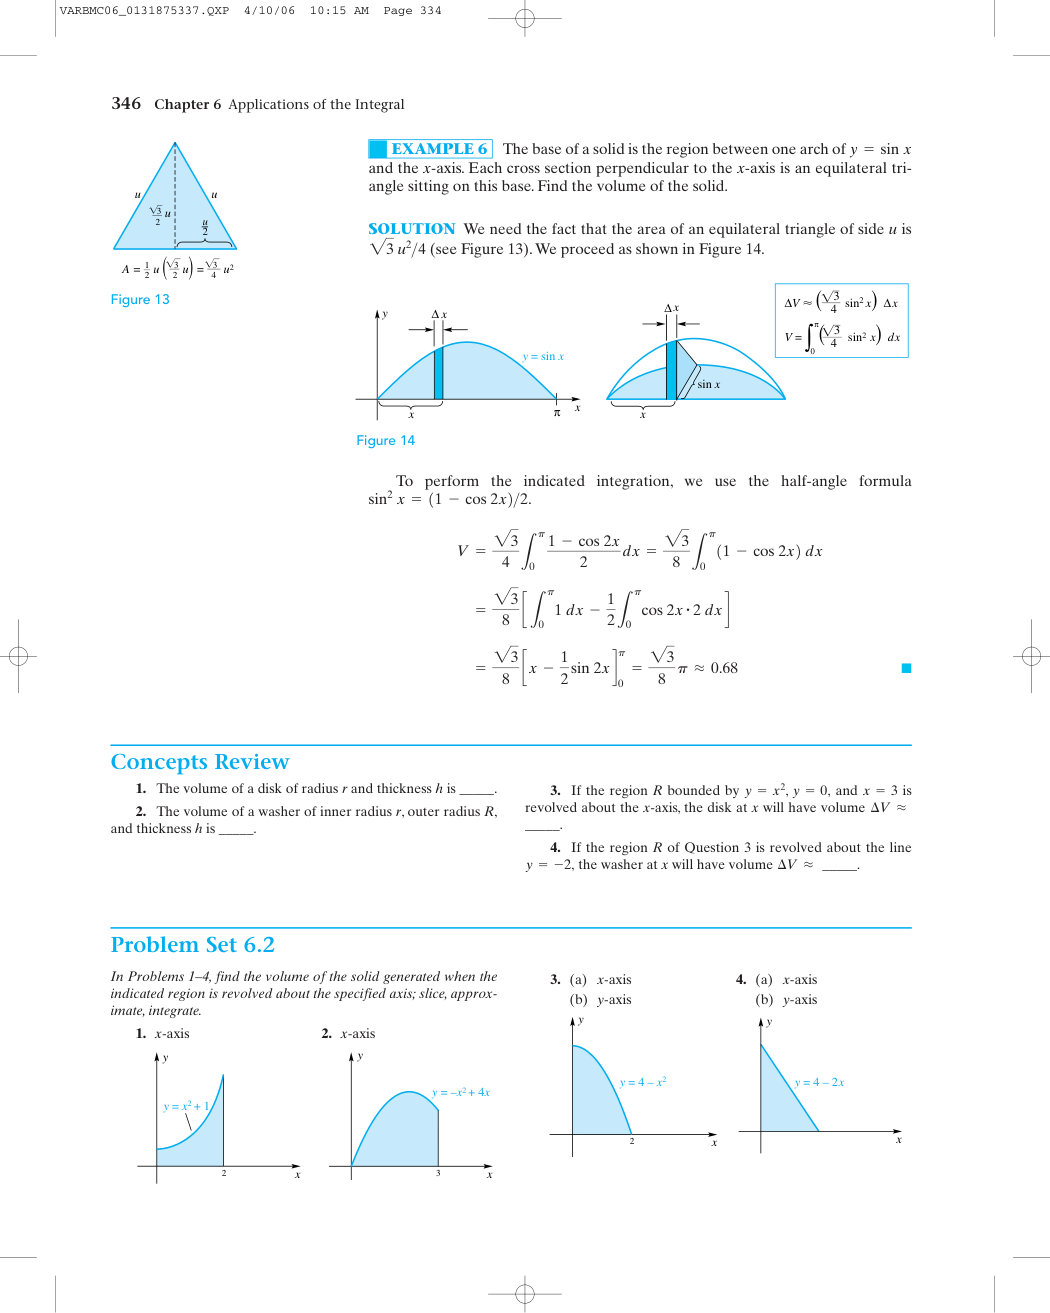 VARBMC06_0131875337.QXP 4/10/06 10:15 AM Page 334
346 Chapter 6 Applications of the Integral
u
u
√3/2 u
u/2
A = 1/2 u (√3/2 u) = √3/4 u²
Figure 13
EXAMPLE 6 The base of a solid is the region between one arch of y = sin x
and the x-axis. Each cross section perpendicular to the x-axis is an equilateral tri-
angle sitting on this base. Find the volume of the solid.
SOLUTION We need the fact that the area of an equilateral triangle of side u is
√3 u²/4 (see Figure 13). We proceed as shown in Figure 14.
y
Δx
y = sin x
x
π
x
Δx
sin x
x
ΔV ≈ (√3/4 sin² x) Δx
V = ∫₀^π (√3/4 sin² x) dx
Figure 14
To perform the indicated integration, we use the half-angle formula
sin² x = (1 − cos 2x)/2.
V = √3/4 ∫₀^π (1 − cos 2x)/2 dx = √3/8 ∫₀^π (1 − cos 2x) dx
= √3/8 [∫₀^π 1 dx − 1/2 ∫₀^π cos 2x · 2 dx]
= √3/8 [x − 1/2 sin 2x]₀^π = √3/8 π ≈ 0.68
Concepts Review
1. The volume of a disk of radius r and thickness h is _____.
2. The volume of a washer of inner radius r, outer radius R,
and thickness h is _____.
3. If the region R bounded by y = x², y = 0, and x = 3 is
revolved about the x-axis, the disk at x will have volume ΔV ≈
_____.
4. If the region R of Question 3 is revolved about the line
y = −2, the washer at x will have volume ΔV ≈ _____.
Problem Set 6.2
In Problems 1–4, find the volume of the solid generated when the
indicated region is revolved about the specified axis; slice, approx-
imate, integrate.
1. x-axis
y
y = x² + 1
2
x
2. x-axis
y
y = –x² + 4x
3
x
3. (a) x-axis
(b) y-axis
y
y = 4 – x²
2
x
4. (a) x-axis
(b) y-axis
y
y = 4 – 2x
x